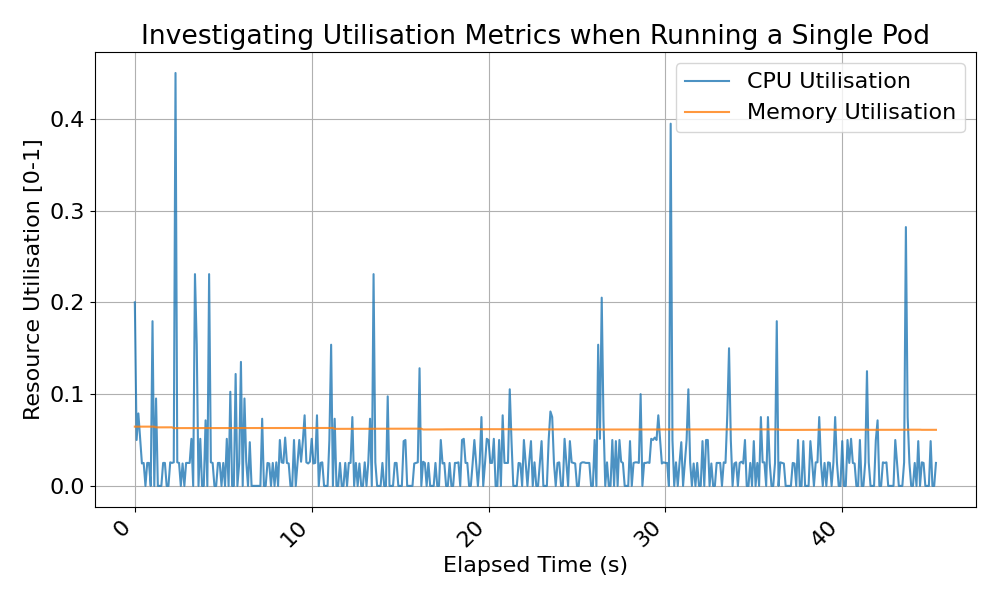 Investigating Utilisation Metrics when Running a Single Pod
CPU Utilisation
Memory Utilisation
Resource Utilisation [0-1]
0.4
0.3
0.2
0.1
0.0
0
10
20
30
40
Elapsed Time (s)